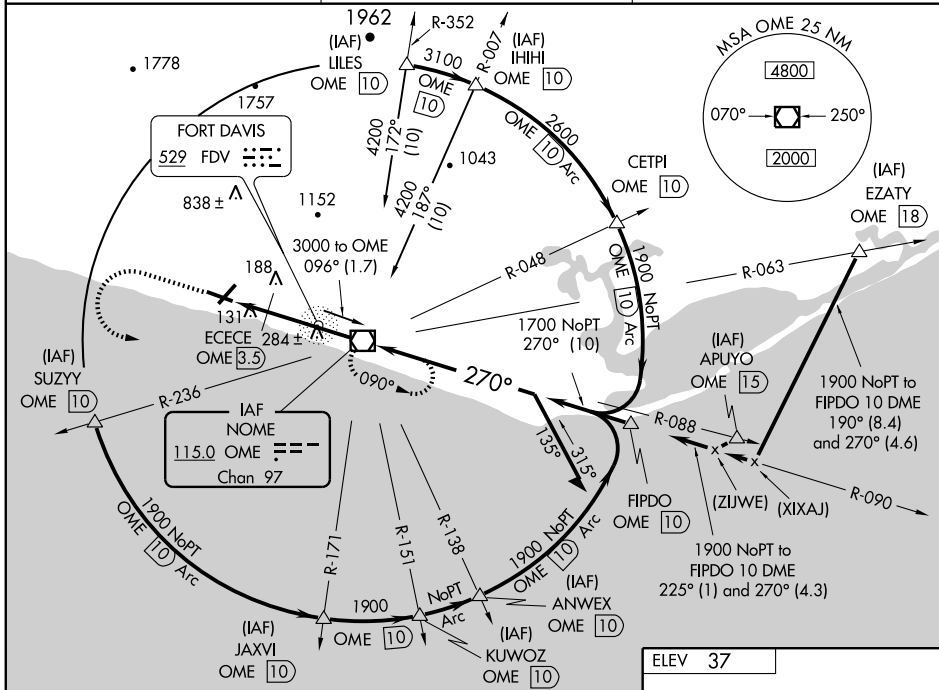 1962
1778
1757
(IAF)
LILES
OME 10
R-352
3100
OME
10
R-007
(IAF)
IHIHI
OME 10
2600
OME 10 Arc
4200
172°
(10)
4200
187°
(10)
1043
CETPI
OME 10
MSA OME 25 NM
4800
070°
250°
2000
(IAF)
EZATY
OME 18
FORT DAVIS
529 FDV
838 ±
1152
3000 to OME
096° (1.7)
188
131
284 ±
ECECE
OME 3.5
R-048
R-063
1900 NoPT
OME 10 Arc
1700 NoPT
270° (10)
(IAF)
APUYO
OME 15
1900 NoPT to
FIPDO 10 DME
190° (8.4)
and 270° (4.6)
(IAF)
SUZYY
OME 10
R-236
090°
270°
135°
315°
R-088
IAF
NOME
115.0 OME
Chan 97
FIPDO
OME 10
(ZIJWE)
(XIXAJ)
R-090
1900 NoPT to
FIPDO 10 DME
225° (1) and 270° (4.3)
1900 NoPT
OME 10 Arc
R-171
R-151
R-138
1900 NoPT
OME 10 Arc
1900
OME 10
NoPT
Arc
(IAF)
JAXVI
OME 10
(IAF)
KUWOZ
OME 10
(IAF)
ANWEX
OME 10
ELEV 37